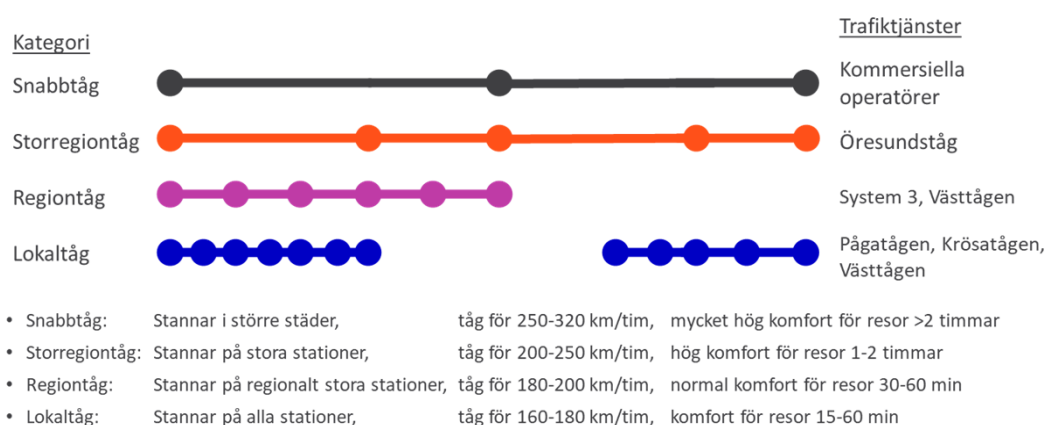 Kategori
Trafiktjänster
Snabbtåg
Kommersiella
operatörer
Storregiontåg
Öresundståg
Regiontåg
System 3, Västtågen
Lokaltåg
Pågatågen, Krösatågen,
Västtågen
• Snabbtåg: Stannar i större städer, tåg för 250-320 km/tim, mycket hög komfort för resor >2 timmar
• Storregiontåg: Stannar på stora stationer, tåg för 200-250 km/tim, hög komfort för resor 1-2 timmar
• Regiontåg: Stannar på regionalt stora stationer, tåg för 180-200 km/tim, normal komfort för resor 30-60 min
• Lokaltåg: Stannar på alla stationer, tåg för 160-180 km/tim, komfort för resor 15-60 min